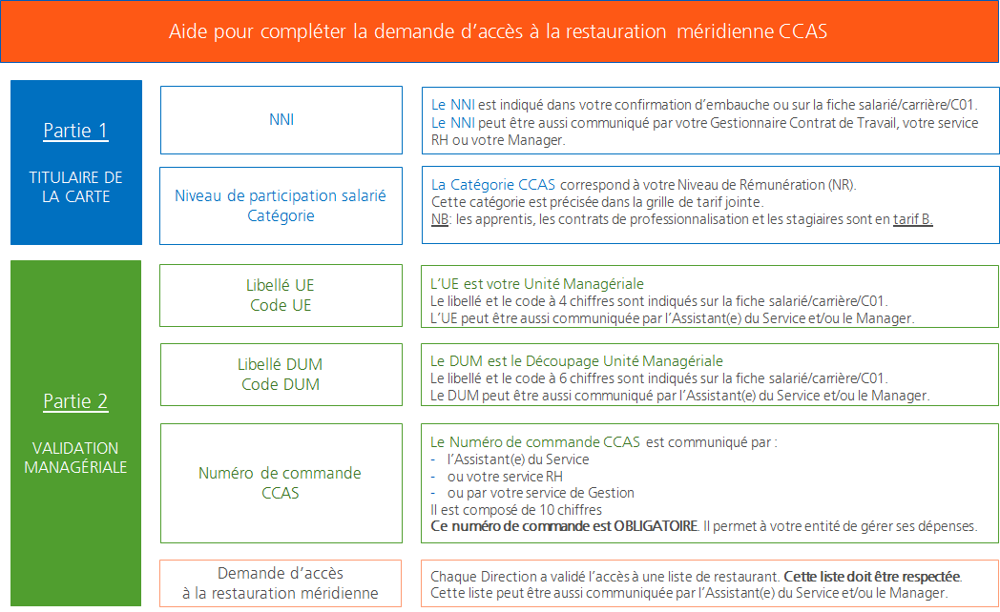 Aide pour compléter la demande d’accès à la restauration méridienne CCAS
Partie 1
TITULAIRE DE
LA CARTE
NNI
Le NNI est indiqué dans votre confirmation d’embauche ou sur la fiche salarié/carrière/C01.
Le NNI peut être aussi communiqué par votre Gestionnaire Contrat de Travail, votre service
RH ou votre Manager.
Niveau de participation salarié
Catégorie
La Catégorie CCAS correspond à votre Niveau de Rémunération (NR).
Cette catégorie est précisée dans la grille de tarif jointe.
NB: les apprentis, les contrats de professionnalisation et les stagiaires sont en tarif B.
Partie 2
VALIDATION
MANAGÉRIALE
Libellé UE
Code UE
L’UE est votre Unité Managériale
Le libellé et le code à 4 chiffres sont indiqués sur la fiche salarié/carrière/C01.
L’UE peut être aussi communiquée par l’Assistant(e) du Service et/ou le Manager.
Libellé DUM
Code DUM
Le DUM est le Découpage Unité Managériale
Le libellé et le code à 6 chiffres sont indiqués sur la fiche salarié/carrière/C01.
Le DUM peut être aussi communiqué par l’Assistant(e) du Service et/ou le Manager.
Numéro de commande
CCAS
Le Numéro de commande CCAS est communiqué par :
- l’Assistant(e) du Service
- ou votre service RH
- ou par votre service de Gestion
Il est composé de 10 chiffres
Ce numéro de commande est OBLIGATOIRE. Il permet à votre entité de gérer ses dépenses.
Demande d’accès
à la restauration méridienne
Chaque Direction a validé l’accès à une liste de restaurant. Cette liste doit être respectée.
Cette liste peut être aussi communiquée par l’Assistant(e) du Service et/ou le Manager.